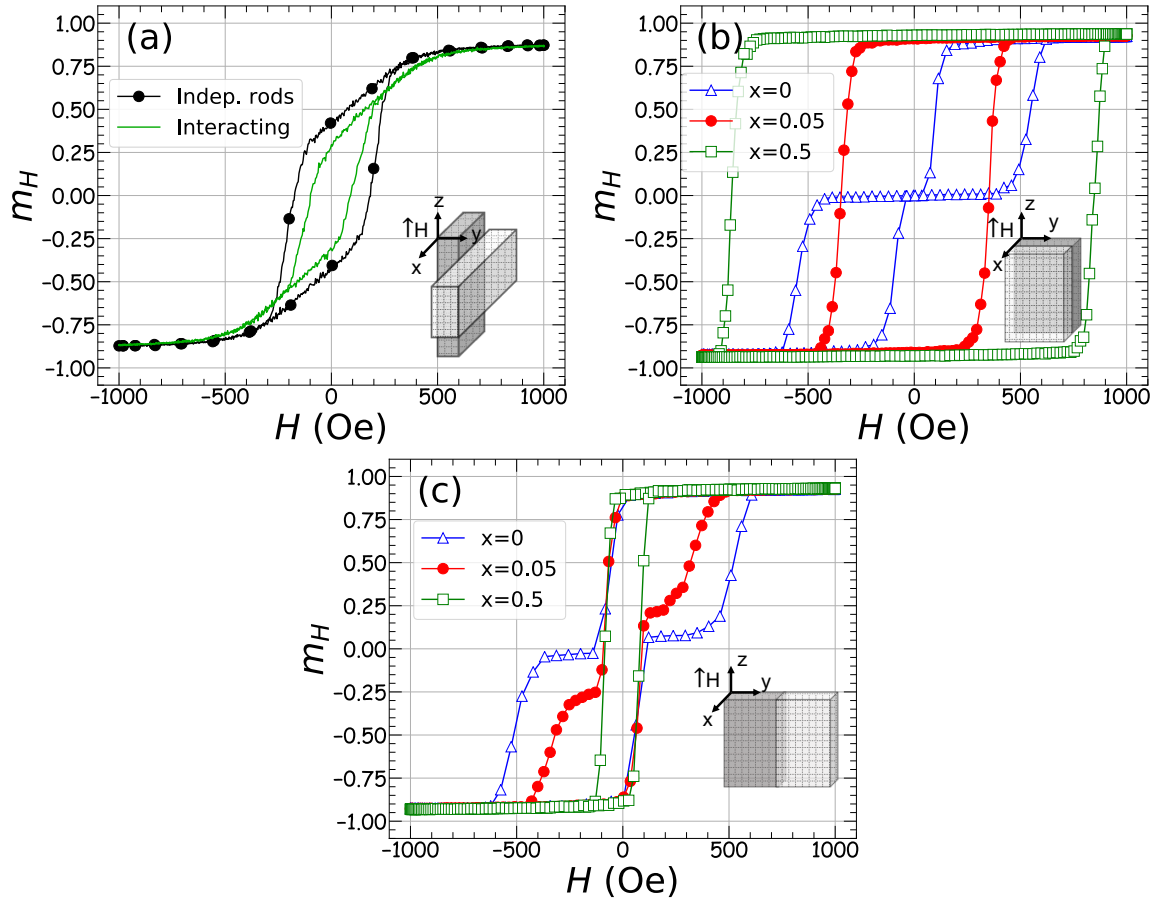 (a)
1.00
0.75
0.50
0.25
0.00
−0.25
−0.50
−0.75
−1.00
m_H
Indep. rods
Interacting
z
↑H
y
x
−1000
−500
0
500
1000
H (Oe)
(b)
1.00
0.75
0.50
0.25
0.00
−0.25
−0.50
−0.75
−1.00
m_H
x=0
x=0.05
x=0.5
z
↑H
y
x
−1000
−500
0
500
1000
H (Oe)
(c)
1.00
0.75
0.50
0.25
0.00
−0.25
−0.50
−0.75
−1.00
m_H
x=0
x=0.05
x=0.5
z
↑H
y
x
−1000
−500
0
500
1000
H (Oe)